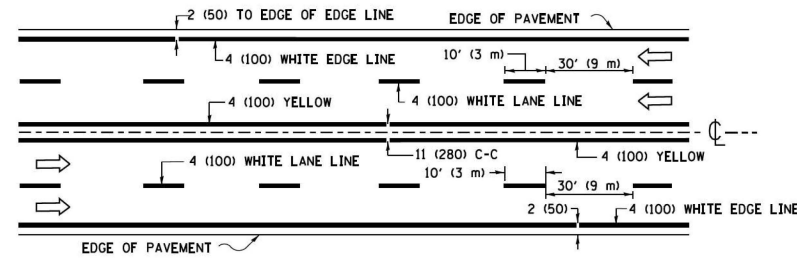 2 (50) TO EDGE OF EDGE LINE
EDGE OF PAVEMENT
4 (100) WHITE EDGE LINE
10' (3 m)
30' (9 m)
4 (100) YELLOW
4 (100) WHITE LANE LINE
℄
4 (100) WHITE LANE LINE
11 (280) C-C
4 (100) YELLOW
10' (3 m)
30' (9 m)
2 (50)
4 (100) WHITE EDGE LINE
EDGE OF PAVEMENT